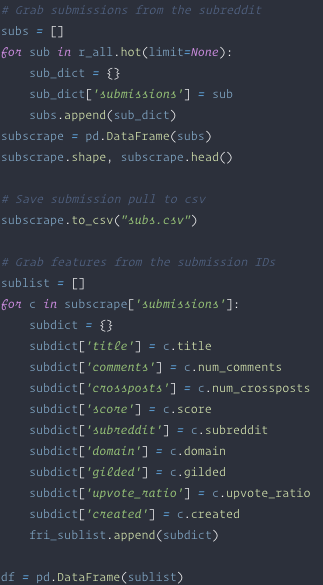 # Grab submissions from the subreddit
subs = []
for sub in r_all.hot(limit=None):
    sub_dict = {}
    sub_dict['submissions'] = sub
    subs.append(sub_dict)
subscrape = pd.DataFrame(subs)
subscrape.shape, subscrape.head()

# Save submission pull to csv
subscrape.to_csv("subs.csv")

# Grab features from the submission IDs
sublist = []
for c in subscrape['submissions']:
    subdict = {}
    subdict['title'] = c.title
    subdict['comments'] = c.num_comments
    subdict['crossposts'] = c.num_crossposts
    subdict['score'] = c.score
    subdict['subreddit'] = c.subreddit
    subdict['domain'] = c.domain
    subdict['gilded'] = c.gilded
    subdict['upvote_ratio'] = c.upvote_ratio
    subdict['created'] = c.created
    fri_sublist.append(subdict)

df = pd.DataFrame(sublist)